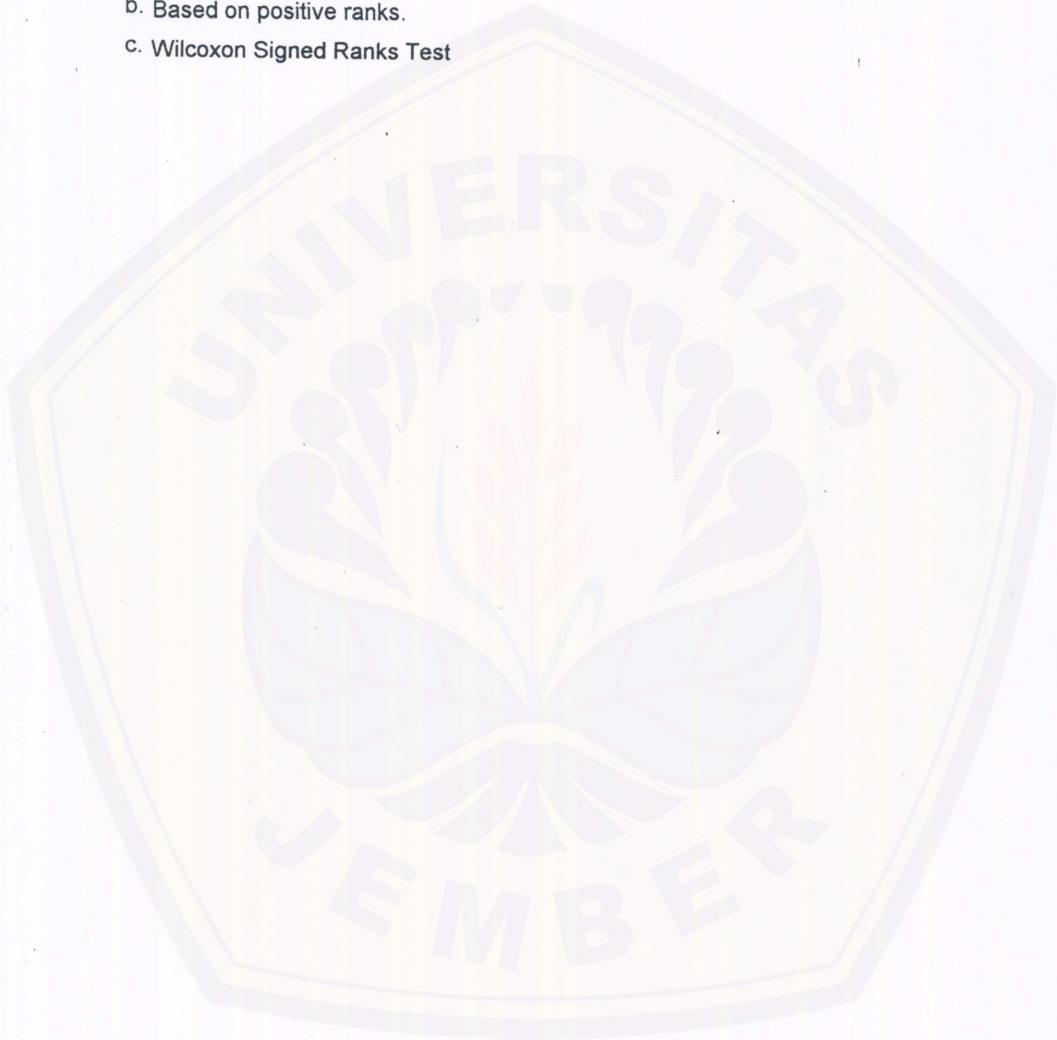 b. Based on positive ranks.
c. Wilcoxon Signed Ranks Test
UNIVERSITAS
JEMBER